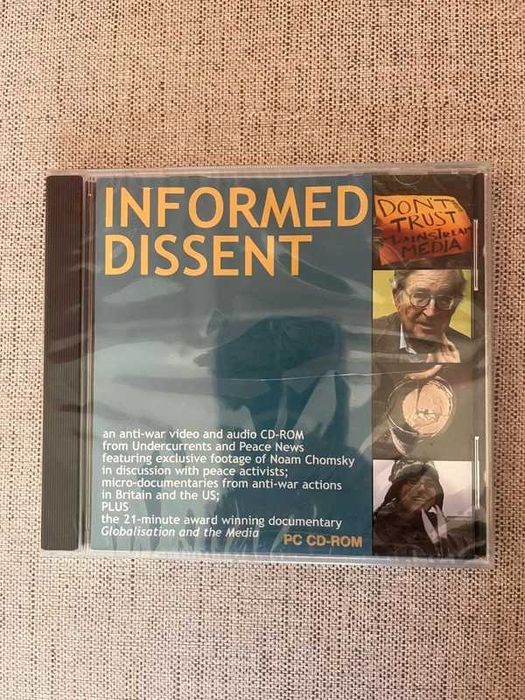 INFORMED
DISSENT
DON'T
TRUST
MAINSTREAM
MEDIA
an anti-war video and audio CD-ROM
from Undercurrents and Peace News
featuring exclusive footage of Noam Chomsky
in discussion with peace activists;
micro-documentaries from anti-war actions
in Britain and the US;
PLUS
the 21-minute award winning documentary
Globalisation and the Media
PC CD-ROM